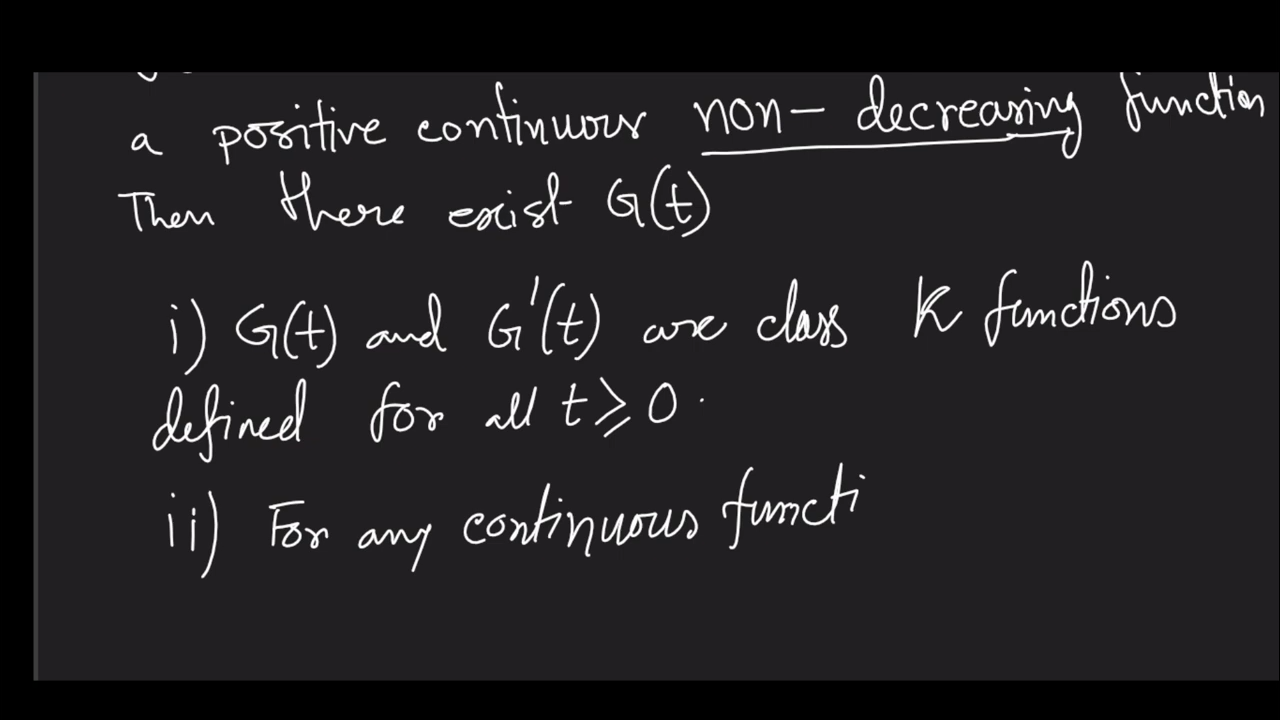 a positive continuous non- decreasing function
Then there exist G(t)
i) G(t) and G'(t) are class K functions
defined for all t ≥ 0.
ii) For any continuous functi